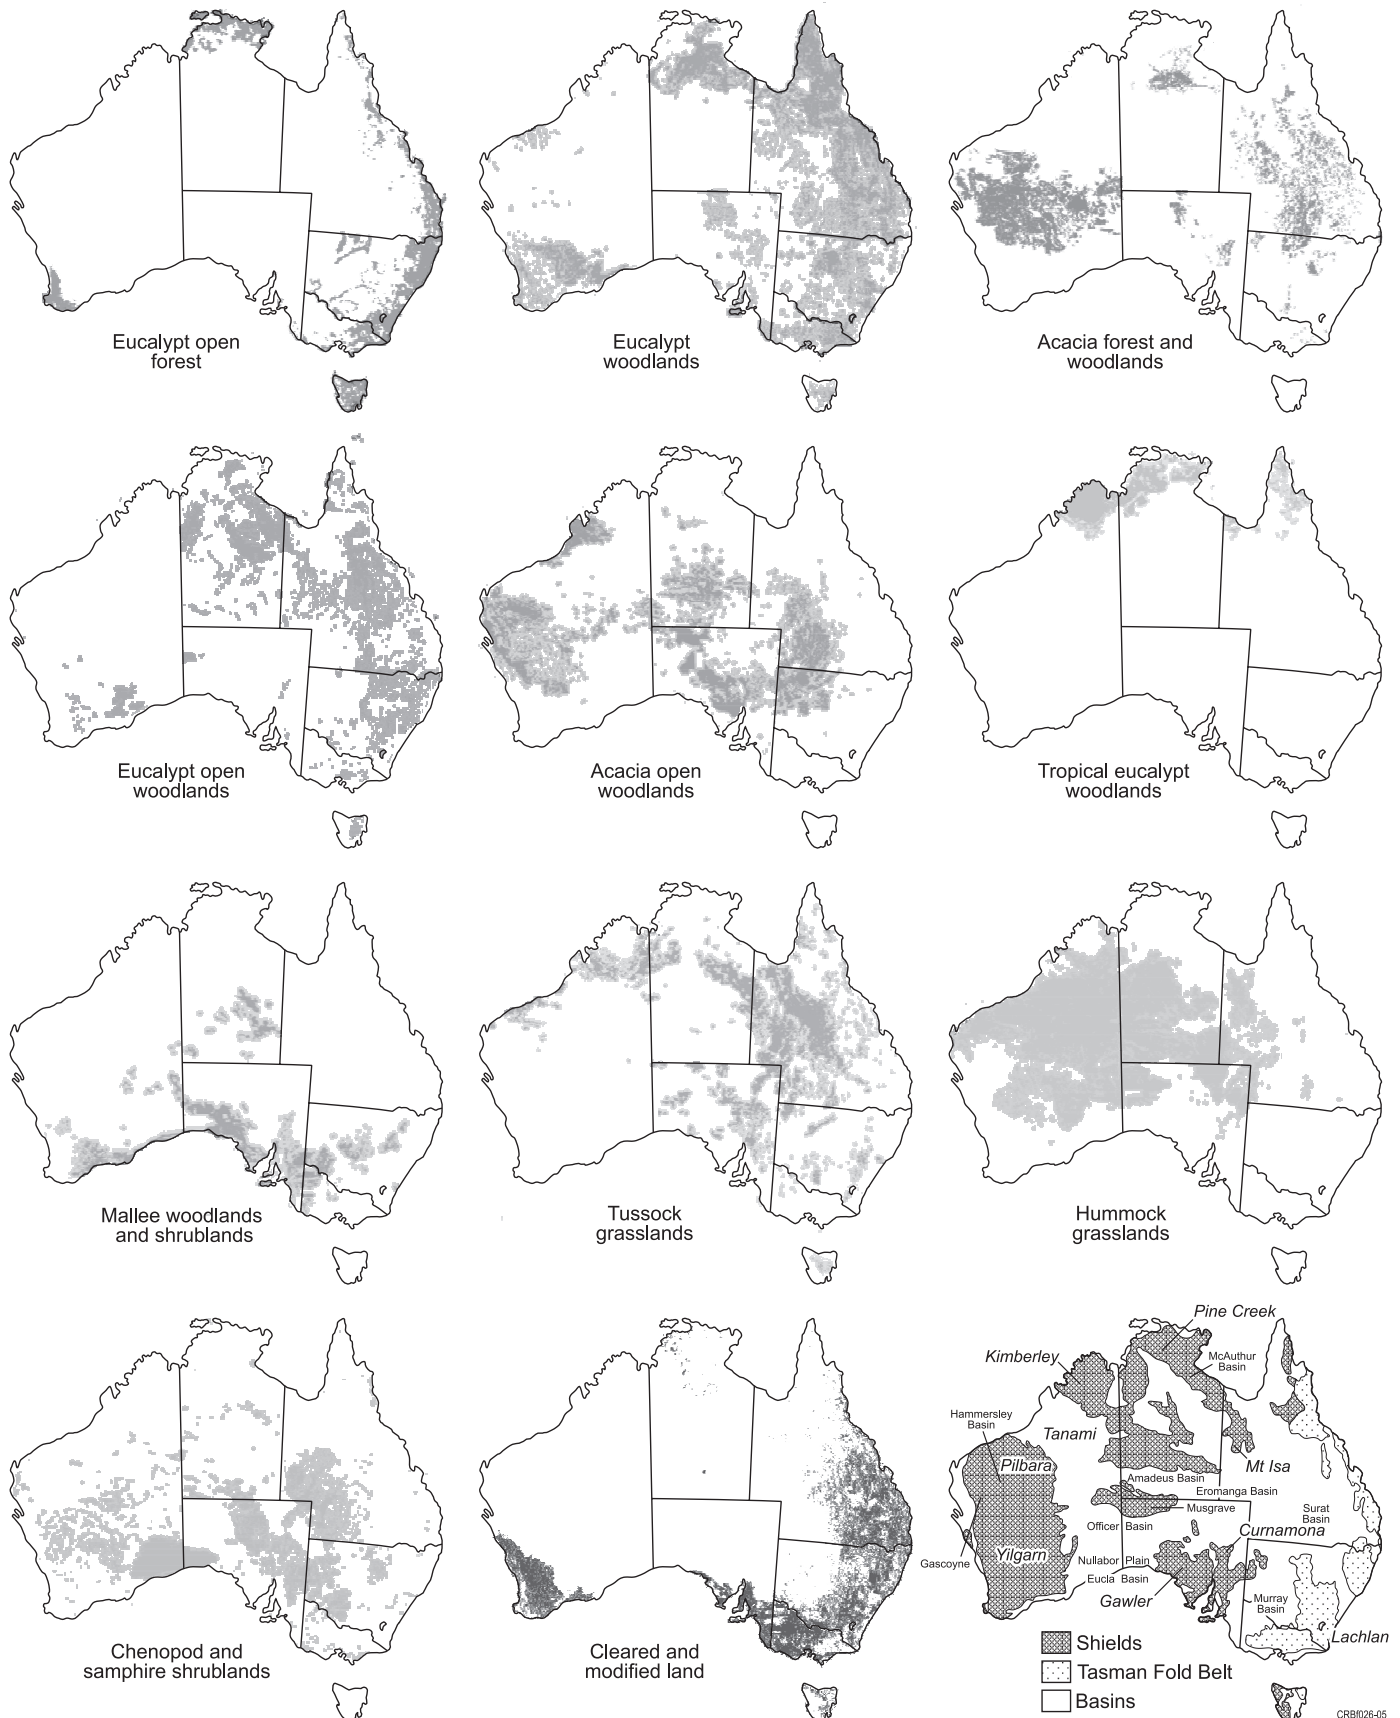 Eucalypt open
forest
Eucalypt
woodlands
Acacia forest and
woodlands
Eucalypt open
woodlands
Acacia open
woodlands
Tropical eucalypt
woodlands
Mallee woodlands
and shrublands
Tussock
grasslands
Hummock
grasslands
Chenopod and
samphire shrublands
Cleared and
modified land
Pine Creek
Kimberley
McAuthur
Basin
Hammersley
Basin
Tanami
Pilbara
Mt Isa
Amadeus Basin
Eromanga Basin
Musgrave
Surat
Basin
Officer Basin
Curnamona
Gascoyne
Yilgarn
Nullabor Plain
Eucla Basin
Gawler
Murray
Basin
Lachlan
Shields
Tasman Fold Belt
Basins
CRBf026-05